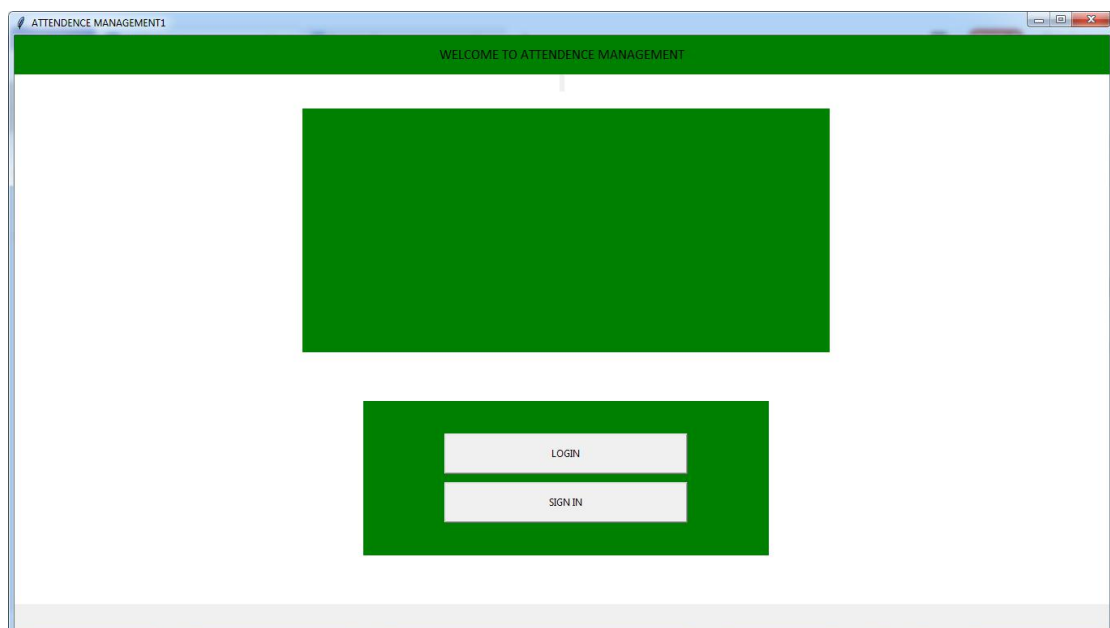 ATTENDENCE MANAGEMENT1
WELCOME TO ATTENDENCE MANAGEMENT
LOGIN
SIGN IN